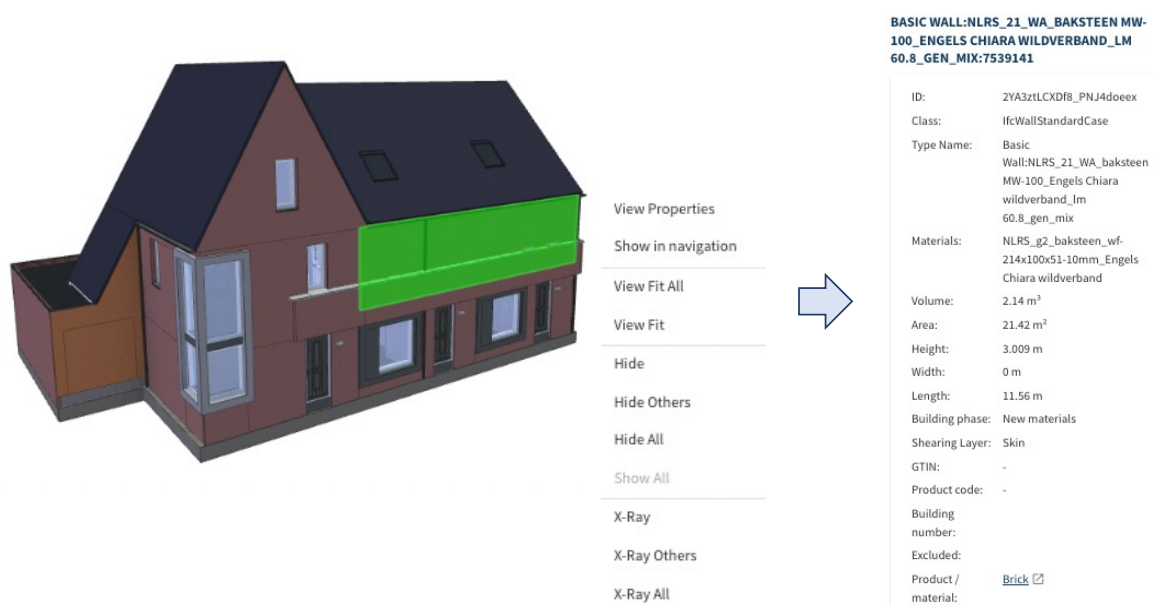 View Properties
Show in navigation
View Fit All
View Fit
Hide
Hide Others
Hide All
Show All
X-Ray
X-Ray Others
X-Ray All
BASIC WALL:NLRS_21_WA_BAKSTEEN MW-
100_ENGELS CHIARA WILDVERBAND_LM
60.8_GEN_MIX:7539141
ID: 2YA3ztLCXDf8_PNJ4doeex
Class: IfcWallStandardCase
Type Name: Basic
Wall:NLRS_21_WA_baksteen
MW-100_Engels Chiara
wildverband_lm
60.8_gen_mix
Materials: NLRS_g2_baksteen_wf-
214x100x51-10mm_Engels
Chiara wildverband
Volume: 2.14 m³
Area: 21.42 m²
Height: 3.009 m
Width: 0 m
Length: 11.56 m
Building phase: New materials
Shearing Layer: Skin
GTIN: -
Product code: -
Building
number:
Excluded:
Product / Brick
material: